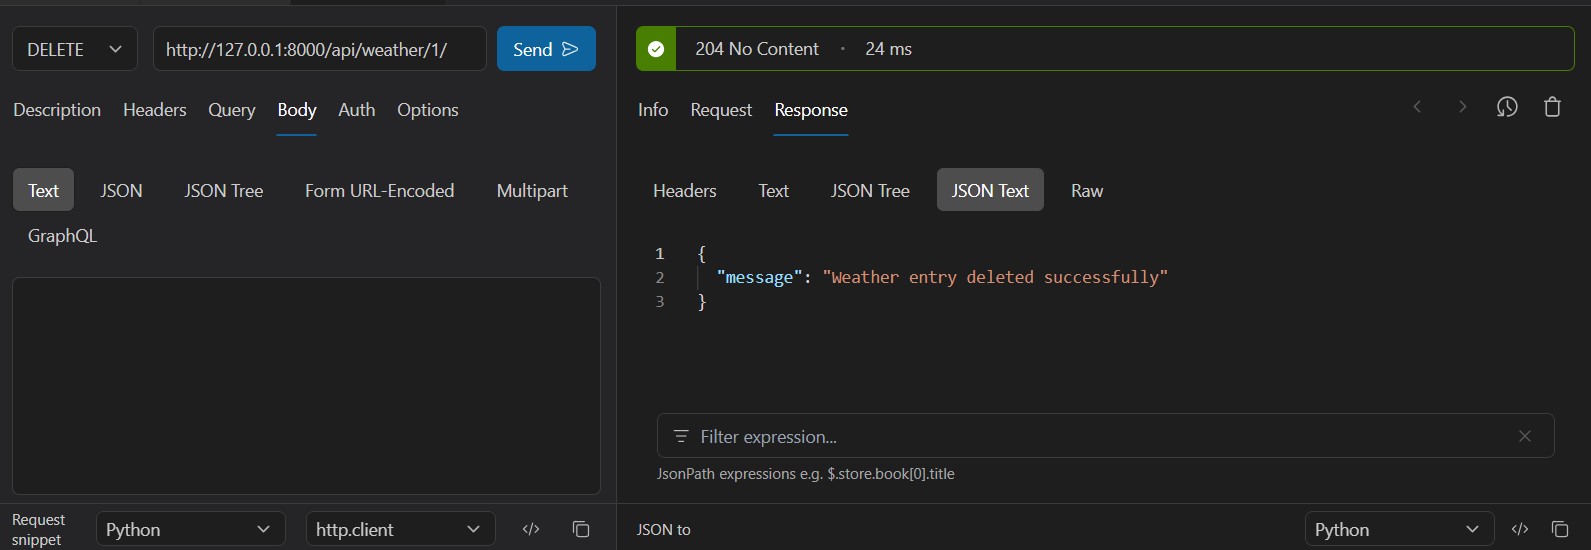 DELETE
http://127.0.0.1:8000/api/weather/1/
Send
Description Headers Query Body Auth Options
Text JSON JSON Tree Form URL-Encoded Multipart
GraphQL
Request
snippet
Python
http.client
204 No Content · 24 ms
Info Request Response
Headers Text JSON Tree JSON Text Raw
1 {
2 "message": "Weather entry deleted successfully"
3 }
Filter expression...
JsonPath expressions e.g. $.store.book[0].title
JSON to
Python